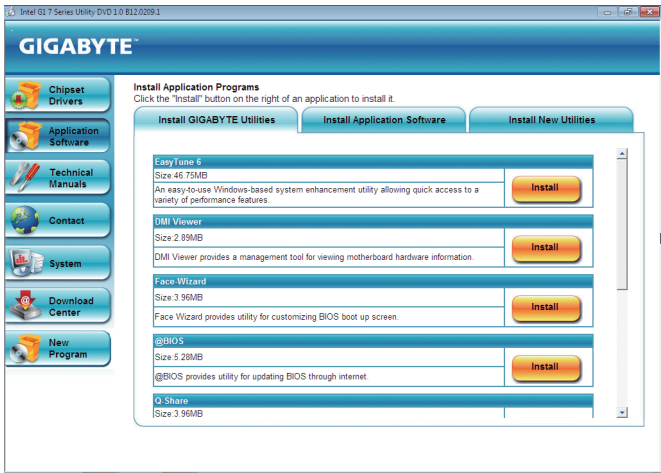 Intel G1 7 Series Utility DVD 1.0 B12.0209.1
GIGABYTE™
Chipset
Drivers
Application
Software
Technical
Manuals
Contact
System
Download
Center
New
Program
Install Application Programs
Click the "Install" button on the right of an application to install it.
Install GIGABYTE Utilities
Install Application Software
Install New Utilities
EasyTune 6
Size:46.75MB
An easy-to-use Windows-based system enhancement utility allowing quick access to a
variety of performance features.
Install
DMI Viewer
Size:2.89MB
DMI Viewer provides a management tool for viewing motherboard hardware information.
Install
Face-Wizard
Size:3.96MB
Face Wizard provides utility for customizing BIOS boot up screen.
Install
@BIOS
Size:5.28MB
@BIOS provides utility for updating BIOS through internet.
Install
Q-Share
Size:3.96MB